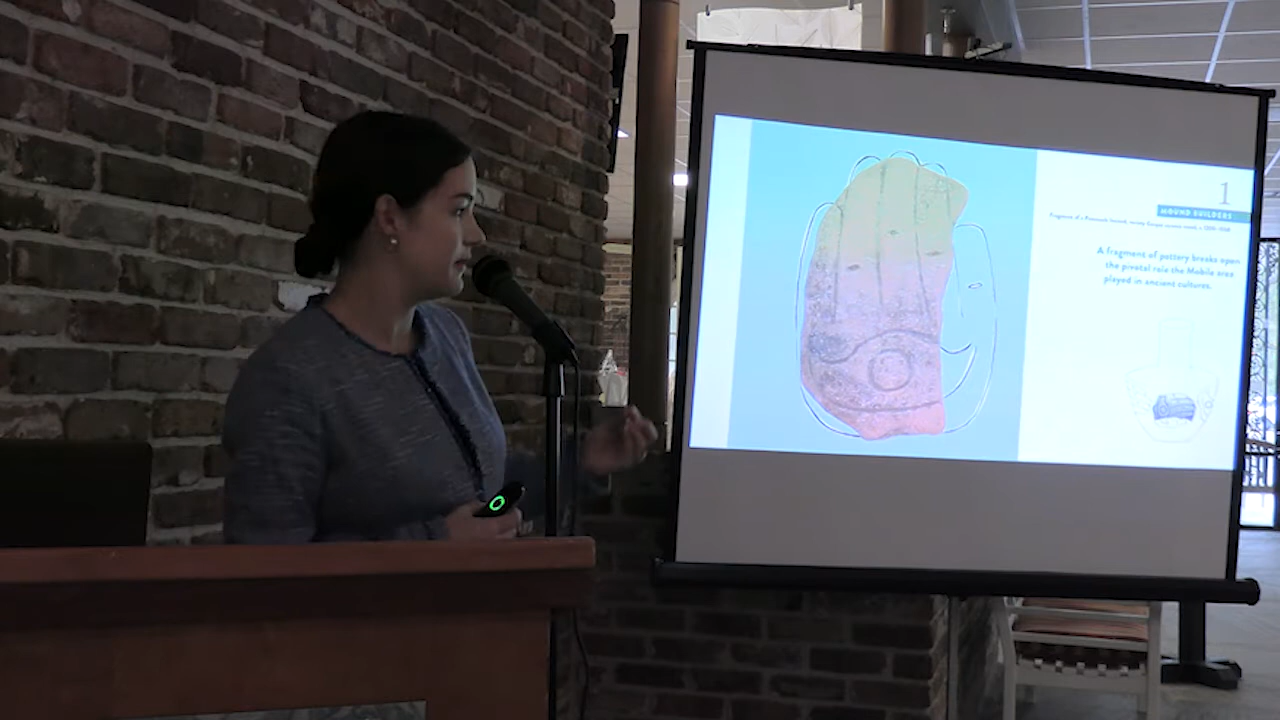 1
MOUND BUILDERS
A fragment of pottery breaks open
the pivotal role the Mobile area
played in ancient cultures.